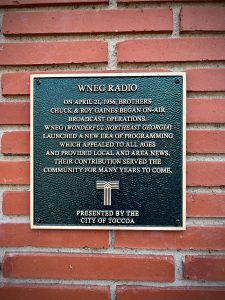 WNEG RADIO
ON APRIL 21, 1956, BROTHERS
CHUCK & ROY GAINES BEGAN ON-AIR
BROADCAST OPERATIONS.
WNEG (WONDERFUL NORTHEAST GEORGIA)
LAUNCHED A NEW ERA OF PROGRAMMING
WHICH APPEALED TO ALL AGES
AND PROVIDED LOCAL AND AREA NEWS.
THEIR CONTRIBUTION SERVED THE
COMMUNITY FOR MANY YEARS TO COME.
PRESENTED BY THE
CITY OF TOCCOA